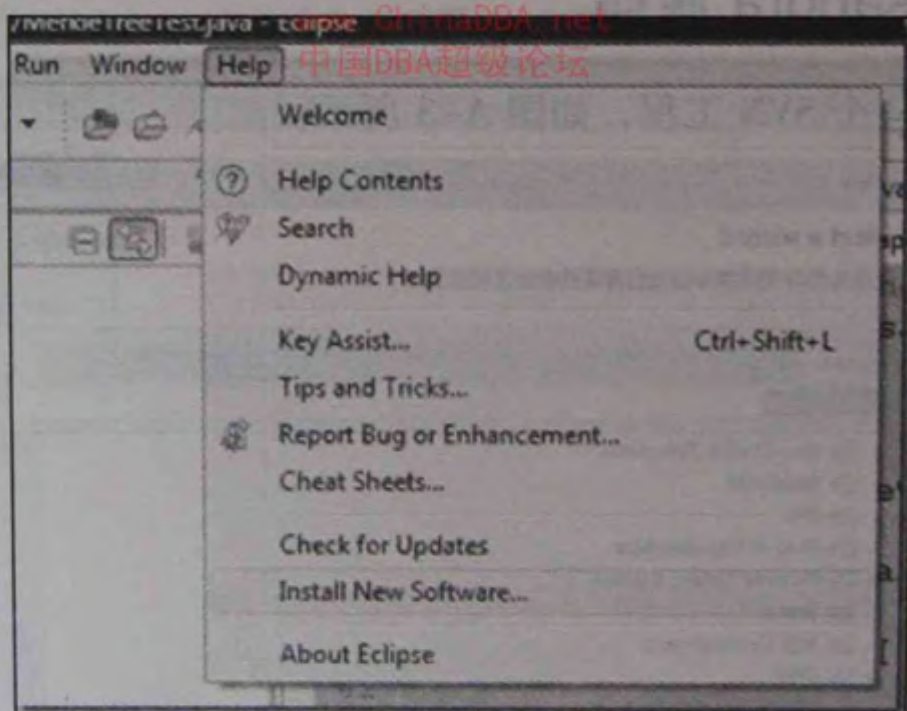 /MerkleTreeTest.java - Eclipse
ChinaDBA.net
Run Window Help
中国DBA超级论坛
Welcome
Help Contents
Search
Dynamic Help
Key Assist... Ctrl+Shift+L
Tips and Tricks...
Report Bug or Enhancement...
Cheat Sheets...
Check for Updates
Install New Software...
About Eclipse